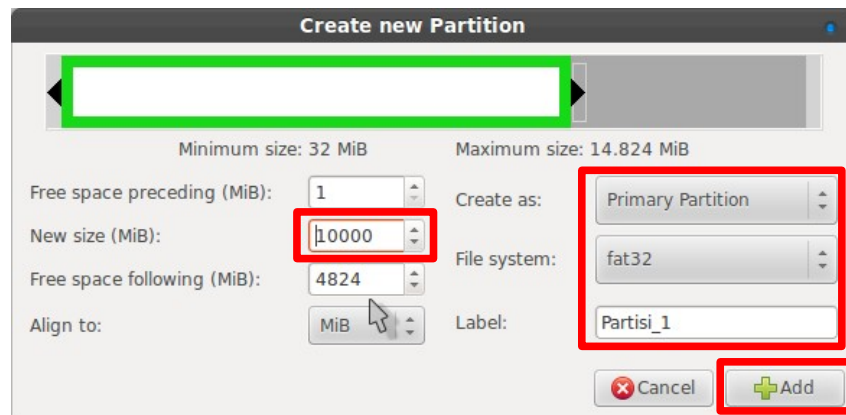 Create new Partition
Minimum size: 32 MiB Maximum size: 14.824 MiB
Free space preceding (MiB): 1
Create as: Primary Partition
New size (MiB): 10000
File system: fat32
Free space following (MiB): 4824
Align to: MiB
Label: Partisi_1
Cancel Add